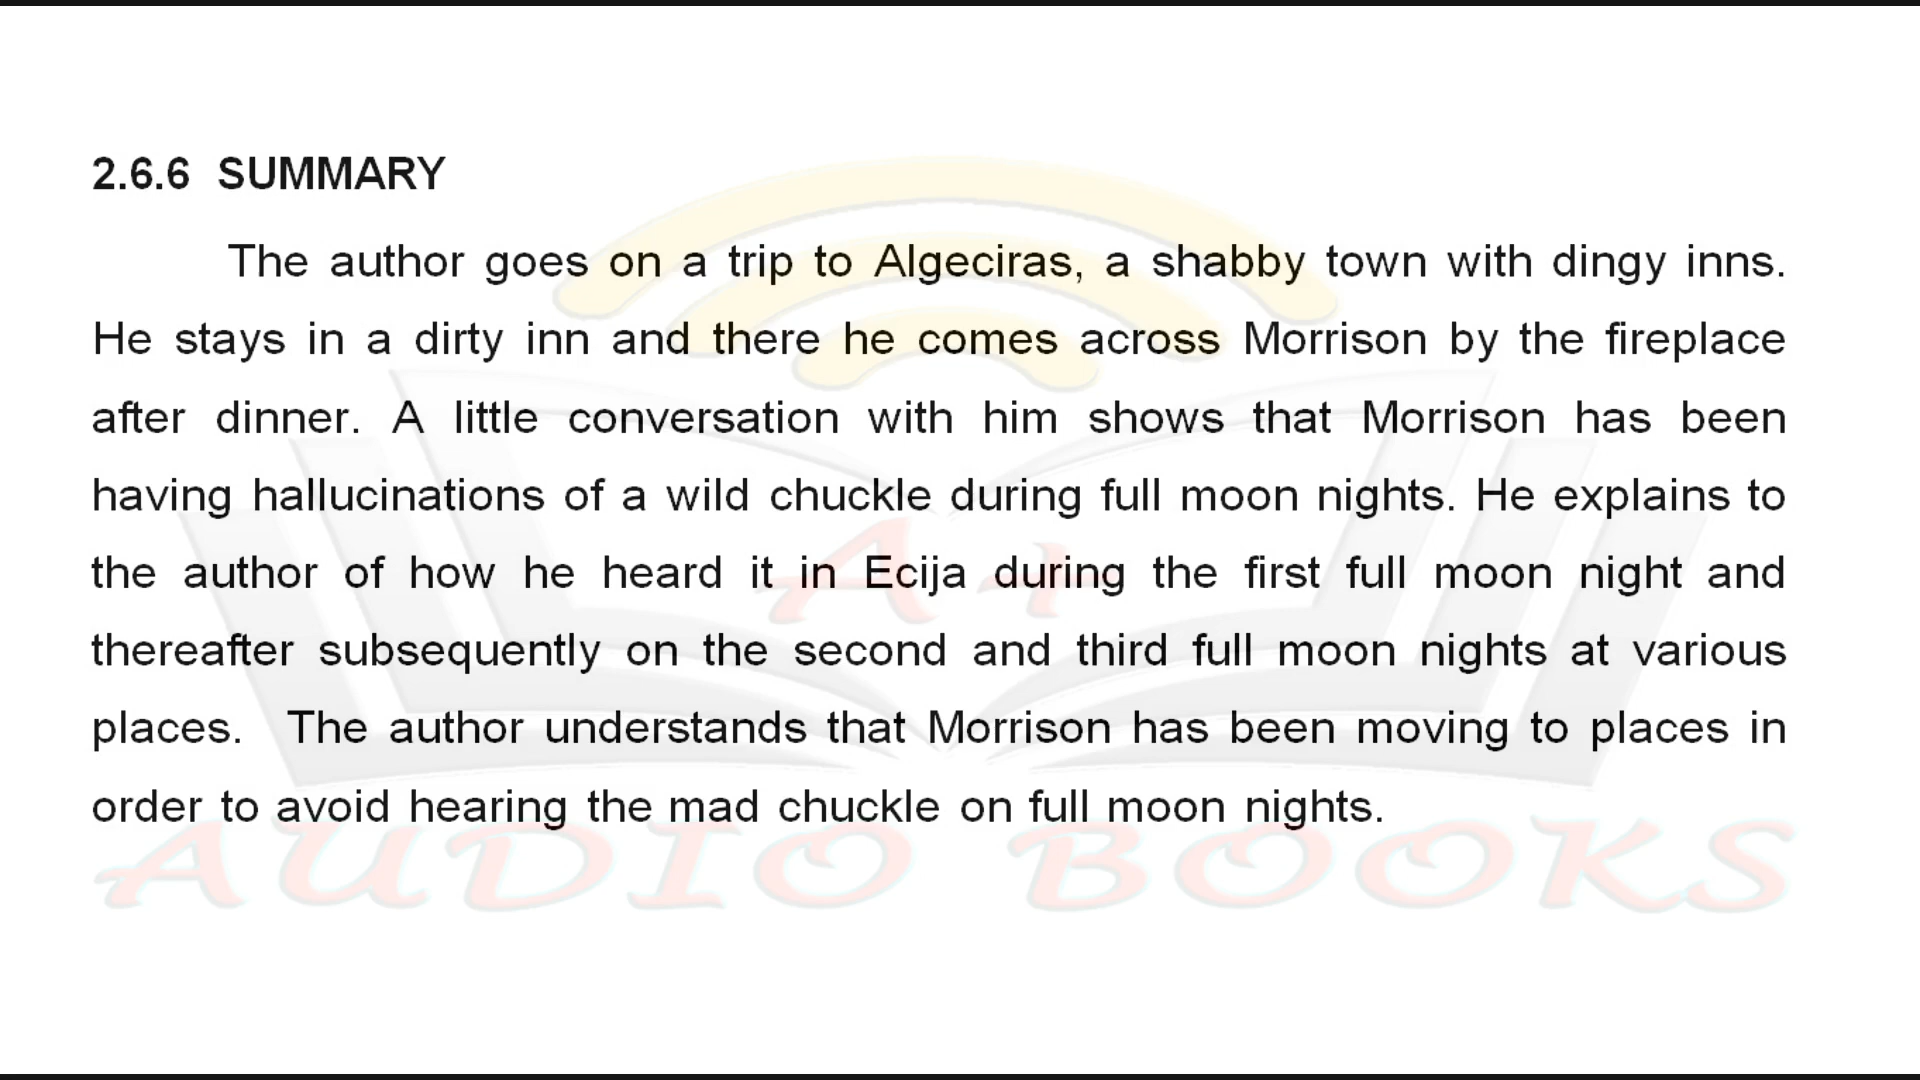 2.6.6 SUMMARY
The author goes on a trip to Algeciras, a shabby town with dingy inns.
He stays in a dirty inn and there he comes across Morrison by the fireplace
after dinner. A little conversation with him shows that Morrison has been
having hallucinations of a wild chuckle during full moon nights. He explains to
the author of how he heard it in Ecija during the first full moon night and
thereafter subsequently on the second and third full moon nights at various
places. The author understands that Morrison has been moving to places in
order to avoid hearing the mad chuckle on full moon nights.
A+
AUDIO BOOKS